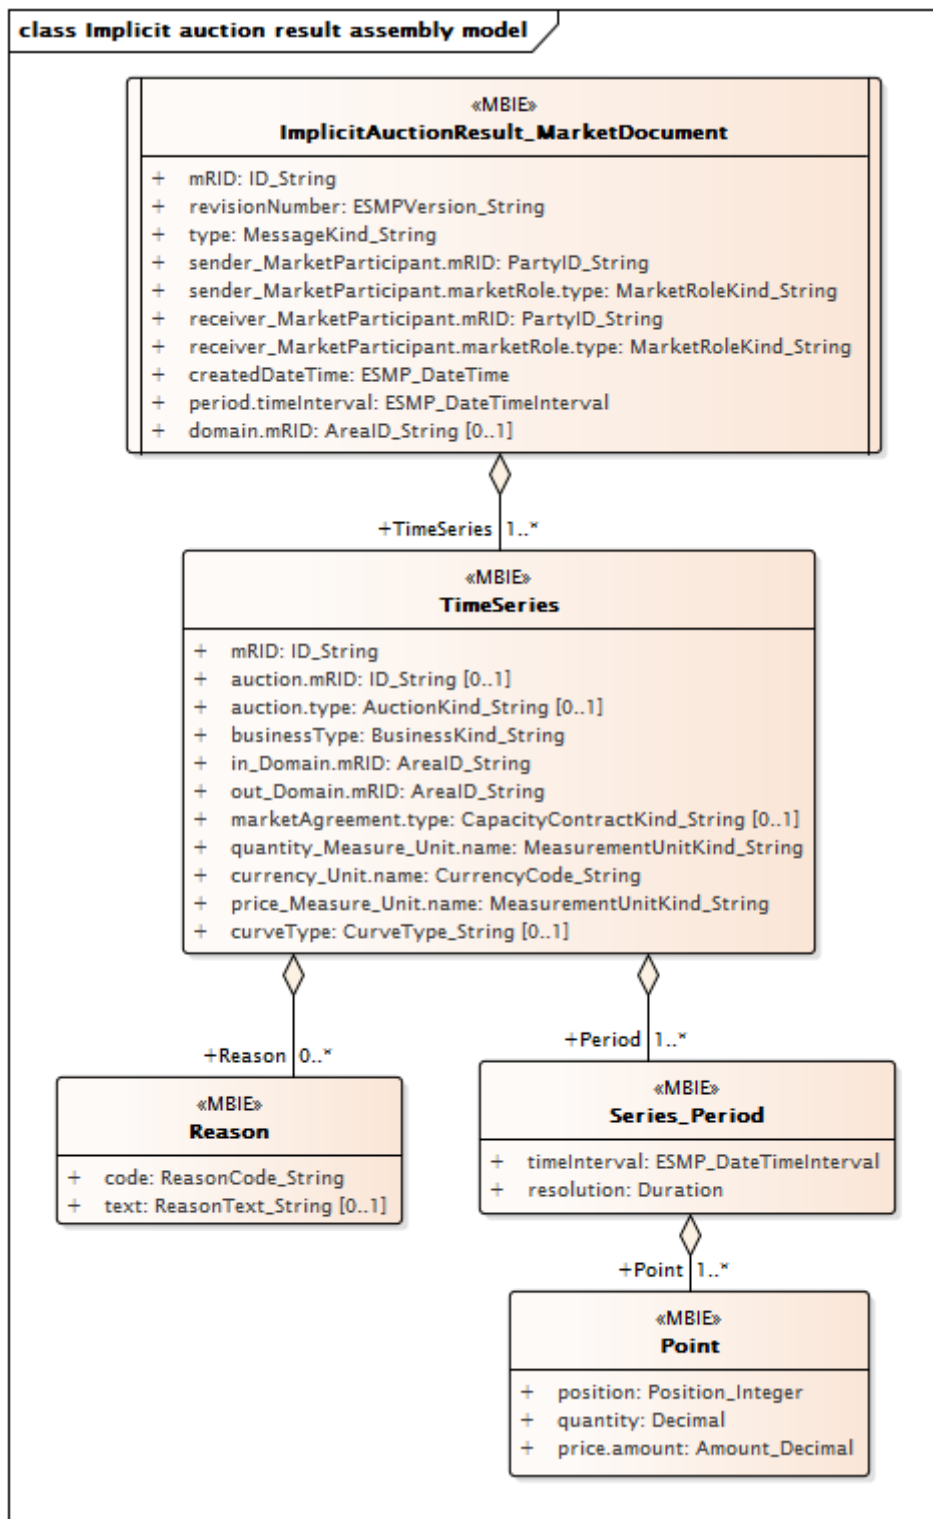 class Implicit auction result assembly model
«MBIE»
ImplicitAuctionResult_MarketDocument
+ mRID: ID_String
+ revisionNumber: ESMPVersion_String
+ type: MessageKind_String
+ sender_MarketParticipant.mRID: PartyID_String
+ sender_MarketParticipant.marketRole.type: MarketRoleKind_String
+ receiver_MarketParticipant.mRID: PartyID_String
+ receiver_MarketParticipant.marketRole.type: MarketRoleKind_String
+ createdDateTime: ESMP_DateTime
+ period.timeInterval: ESMP_DateTimeInterval
+ domain.mRID: AreaID_String [0..1]
+TimeSeries 1..*
«MBIE»
TimeSeries
+ mRID: ID_String
+ auction.mRID: ID_String [0..1]
+ auction.type: AuctionKind_String [0..1]
+ businessType: BusinessKind_String
+ in_Domain.mRID: AreaID_String
+ out_Domain.mRID: AreaID_String
+ marketAgreement.type: CapacityContractKind_String [0..1]
+ quantity_Measure_Unit.name: MeasurementUnitKind_String
+ currency_Unit.name: CurrencyCode_String
+ price_Measure_Unit.name: MeasurementUnitKind_String
+ curveType: CurveType_String [0..1]
+Reason 0..*
«MBIE»
Reason
+ code: ReasonCode_String
+ text: ReasonText_String [0..1]
+Period 1..*
«MBIE»
Series_Period
+ timeInterval: ESMP_DateTimeInterval
+ resolution: Duration
+Point 1..*
«MBIE»
Point
+ position: Position_Integer
+ quantity: Decimal
+ price.amount: Amount_Decimal